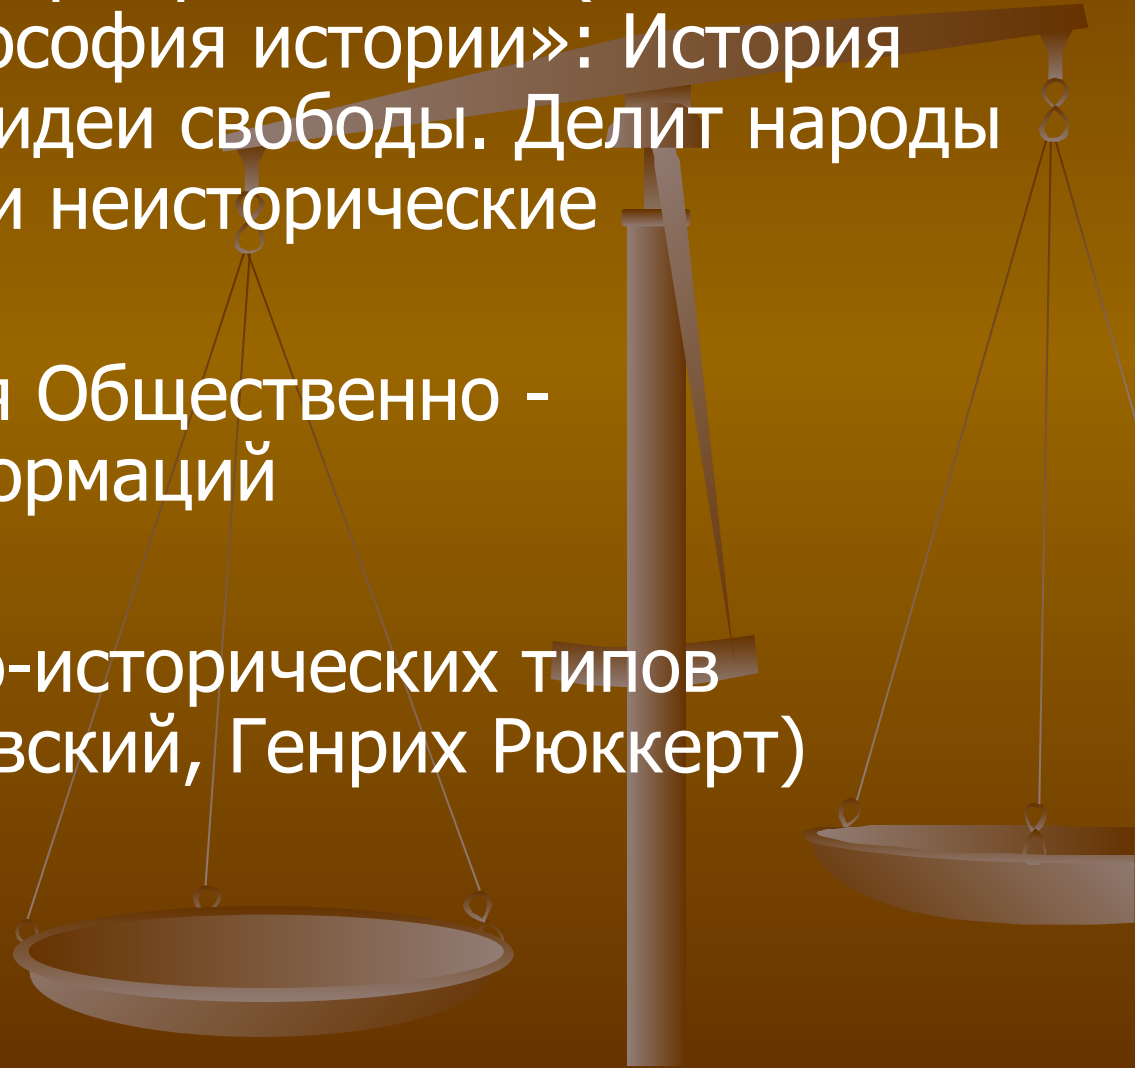 ософия истории»: История
идеи свободы. Делит народы
и неисторические
я Общественно -
ормаций
о-исторических типов
вский, Генрих Рюккерт)